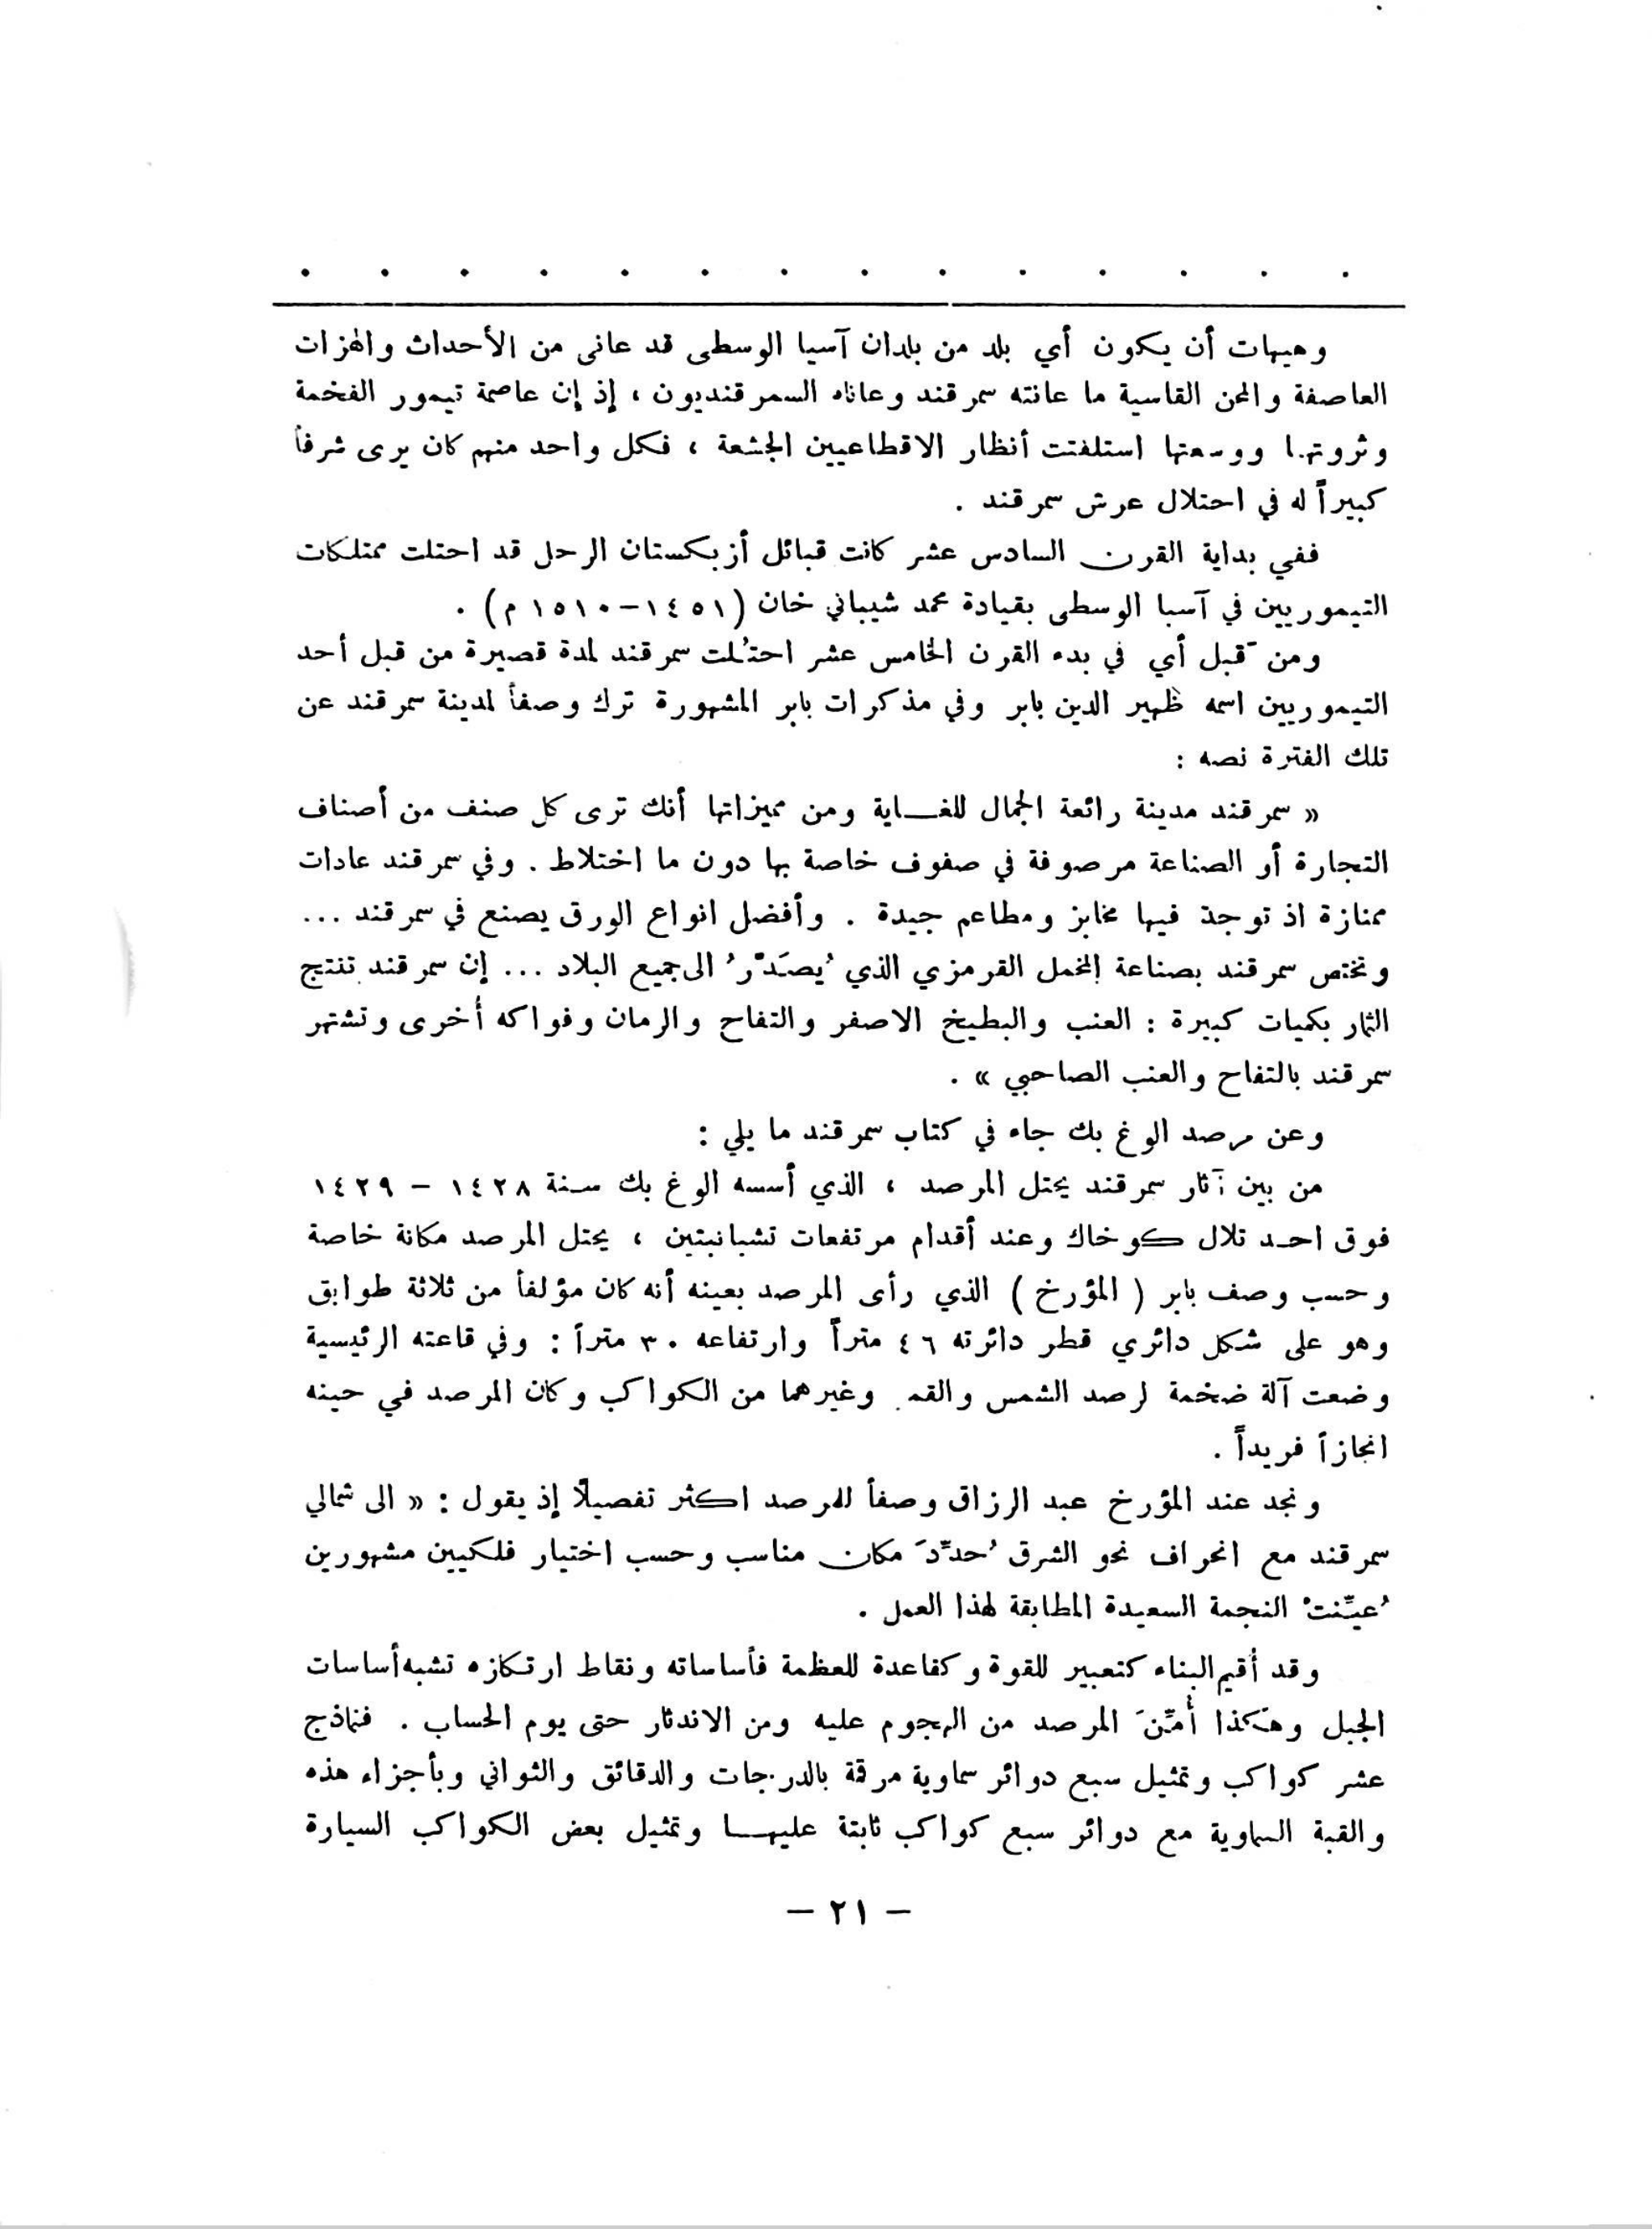 . . . . . . . . . . . . . .
وهيهات أن يكون أي بلد من بلدان آسيا الوسطى قد عانى من الأحداث والهزات
العاصفة والمحن القاسية ما عانته سمرقند وعاناه السمرقنديون ، إذ إن عاصمة تيمور الفخمة
وثروتها ووسعتها استلفتت أنظار الاقطاعيين الجشعة ، فكل واحد منهم كان يرى شرفاً
كبيراً له في احتلال عرش سمرقند .
ففي بداية القرن السادس عشر كانت قبائل أزبكستان الرحل قد احتلت ممتلكات
التيموريين في آسيا الوسطى بقيادة محمد شيباني خان (١٤٥١–١٥١٠ م) .
ومن َقبل أي في بدء القرن الخامس عشر احتُلت سمرقند لمدة قصيرة من قبل أحد
التيموريين اسمه ظهير الدين بابر وفي مذكرات بابر المشهورة ترك وصفاً لمدينة سمرقند عن
تلك الفترة نصه :
« سمرقند مدينة رائعة الجمال للغـــاية ومن مميزاتها أنك ترى كل صنف من أصناف
التجارة أو الصناعة مرصوفة في صفوف خاصة بها دون ما اختلاط . وفي سمرقند عادات
ممتازة اذ توجد فيها مخابز ومطاعم جيدة . وأفضل انواع الورق يصنع في سمرقند ...
وتختص سمرقند بصناعة المخمل القرمزي الذي ُيصَدّرُ الى جميع البلاد ... إن سمرقند تنتج
الثمار بكميات كبيرة : العنب والبطيخ الاصفر والتفاح والرمان وفواكه أخرى وتشتهر
سمرقند بالتفاح والعنب الصاحبي » .
وعن مرصد الوغ بك جاء في كتاب سمرقند ما يلي :
من بين آثار سمرقند يحتل المرصد ، الذي أسسه الوغ بك سنة ١٤٢٨ – ١٤٢٩
فوق احد تلال كوخاك وعند أقدام مرتفعات تشبانبتين ، يحتل المرصد مكانة خاصة
وحسب وصف بابر ( المؤرخ ) الذي رأى المرصد بعينه أنه كان مؤلفاً من ثلاثة طوابق
وهو على شكل دائري قطر دائرته ٤٦ متراً وارتفاعه ٣٠ متراً : وفي قاعته الرئيسية
وضعت آلة ضخمة لرصد الشمس والقمر وغيرهما من الكواكب وكان المرصد في حينه
انجازاً فريداً .
ونجد عند المؤرخ عبد الرزاق وصفاً للمرصد اكثر تفصيلاً إذ يقول : « الى شمالي
سمرقند مع انحراف نحو الشرق ُحدّدَ مكان مناسب وحسب اختيار فلكيين مشهورين
ُعيّنتْ النجمة السعيدة المطابقة لهذا العمل .
وقد أقيم البناء كتعبير للقوة وكقاعدة للعظمة فأساساته ونقاط ارتكازه تشبه أساسات
الجبل وهكذا أُمّنَ المرصد من الهجوم عليه ومن الاندثار حتى يوم الحساب . فنماذج
عشر كواكب وتمثيل سبع دوائر سماوية مرقمة بالدرجات والدقائق والثواني وبأجزاء هذه
والقبة السماوية مع دوائر سبع كواكب ثابتة عليهـــا وتمثيل بعض الكواكب السيارة
– ٢١ –